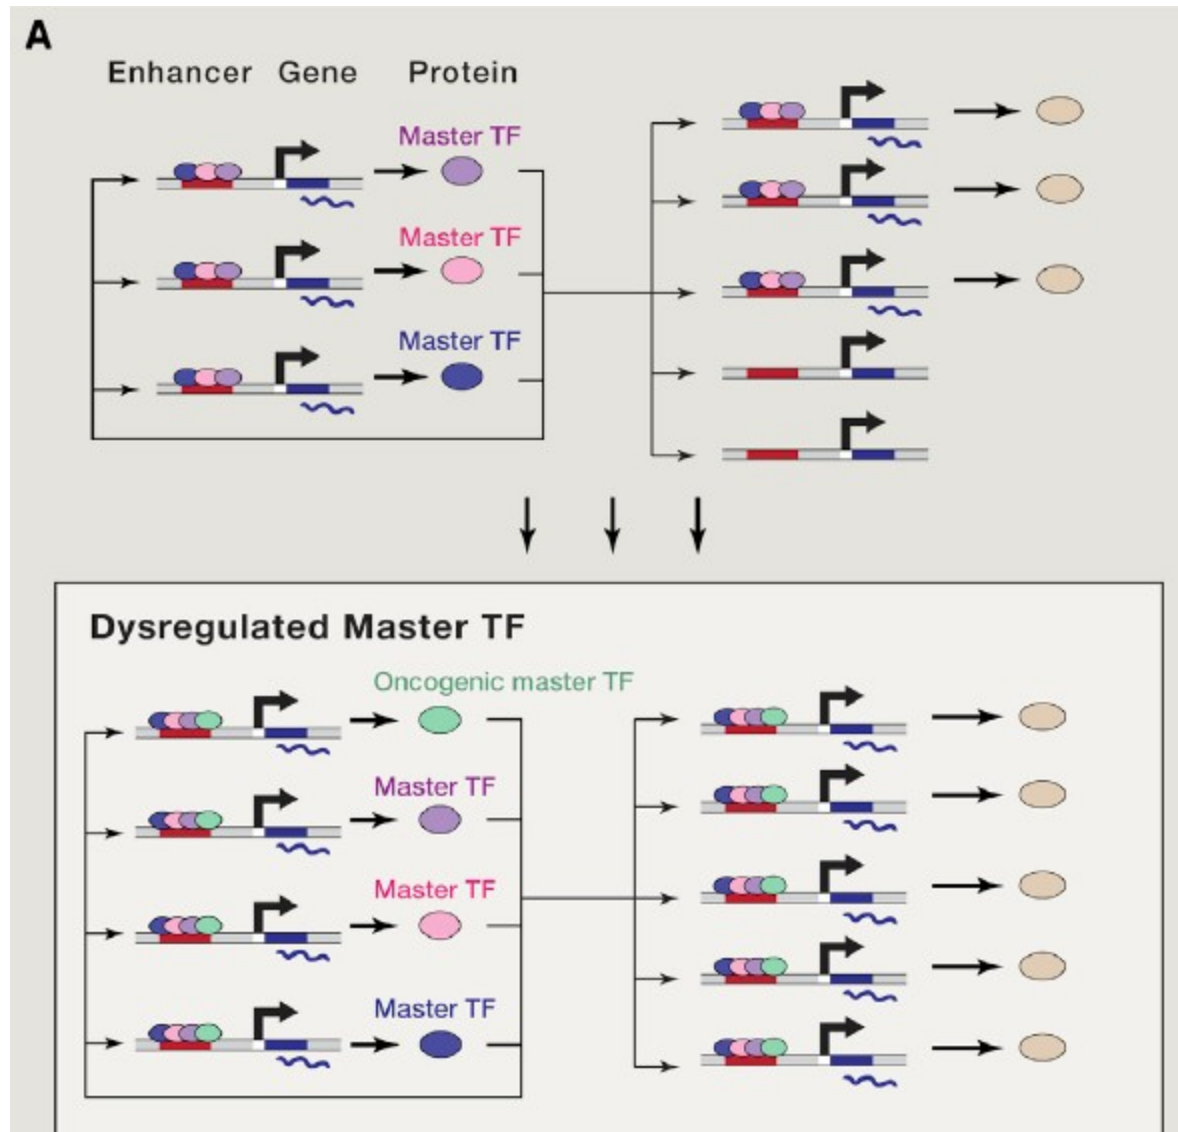 A
Enhancer Gene Protein
Master TF
Master TF
Master TF
Dysregulated Master TF
Oncogenic master TF
Master TF
Master TF
Master TF